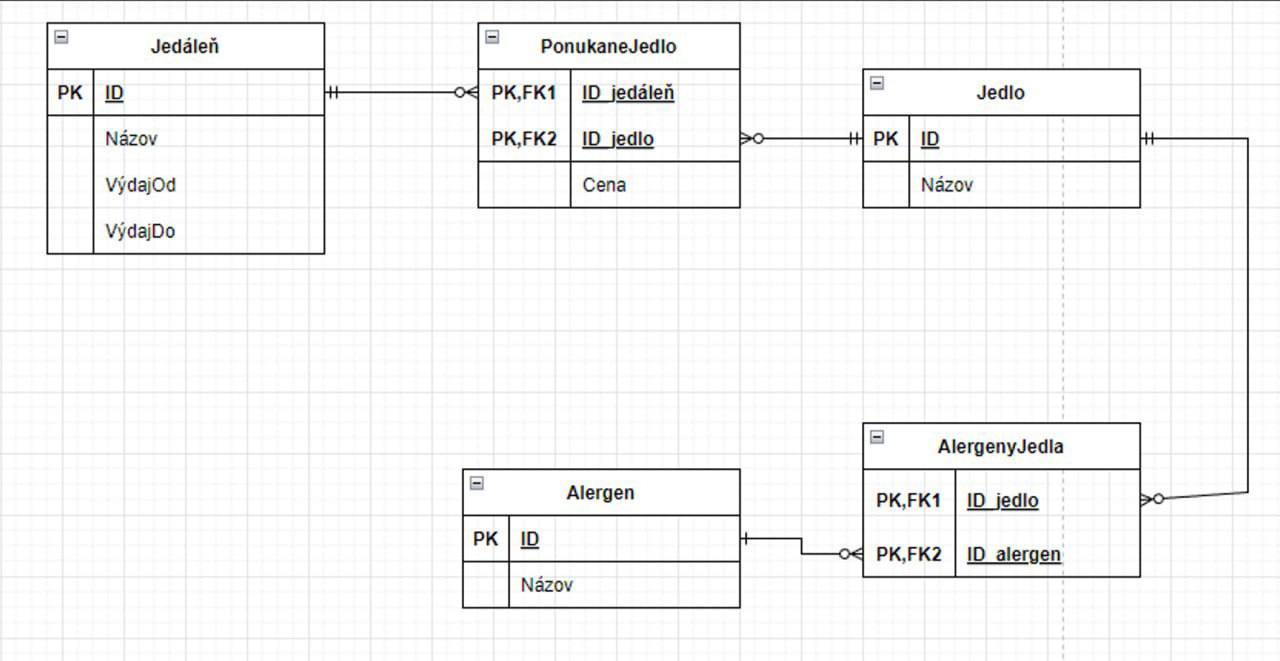 Jedáleň
PK ID
Názov
VýdajOd
VýdajDo
PonukaneJedlo
PK,FK1 ID_jedáleň
PK,FK2 ID_jedlo
Cena
Jedlo
PK ID
Názov
Alergen
PK ID
Názov
AlergenyJedla
PK,FK1 ID_jedlo
PK,FK2 ID_alergen